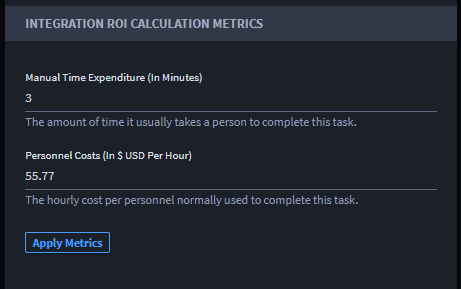 INTEGRATION ROI CALCULATION METRICS
Manual Time Expenditure (In Minutes)
3
The amount of time it usually takes a person to complete this task.
Personnel Costs (In $ USD Per Hour)
55.77
The hourly cost per personnel normally used to complete this task.
Apply Metrics